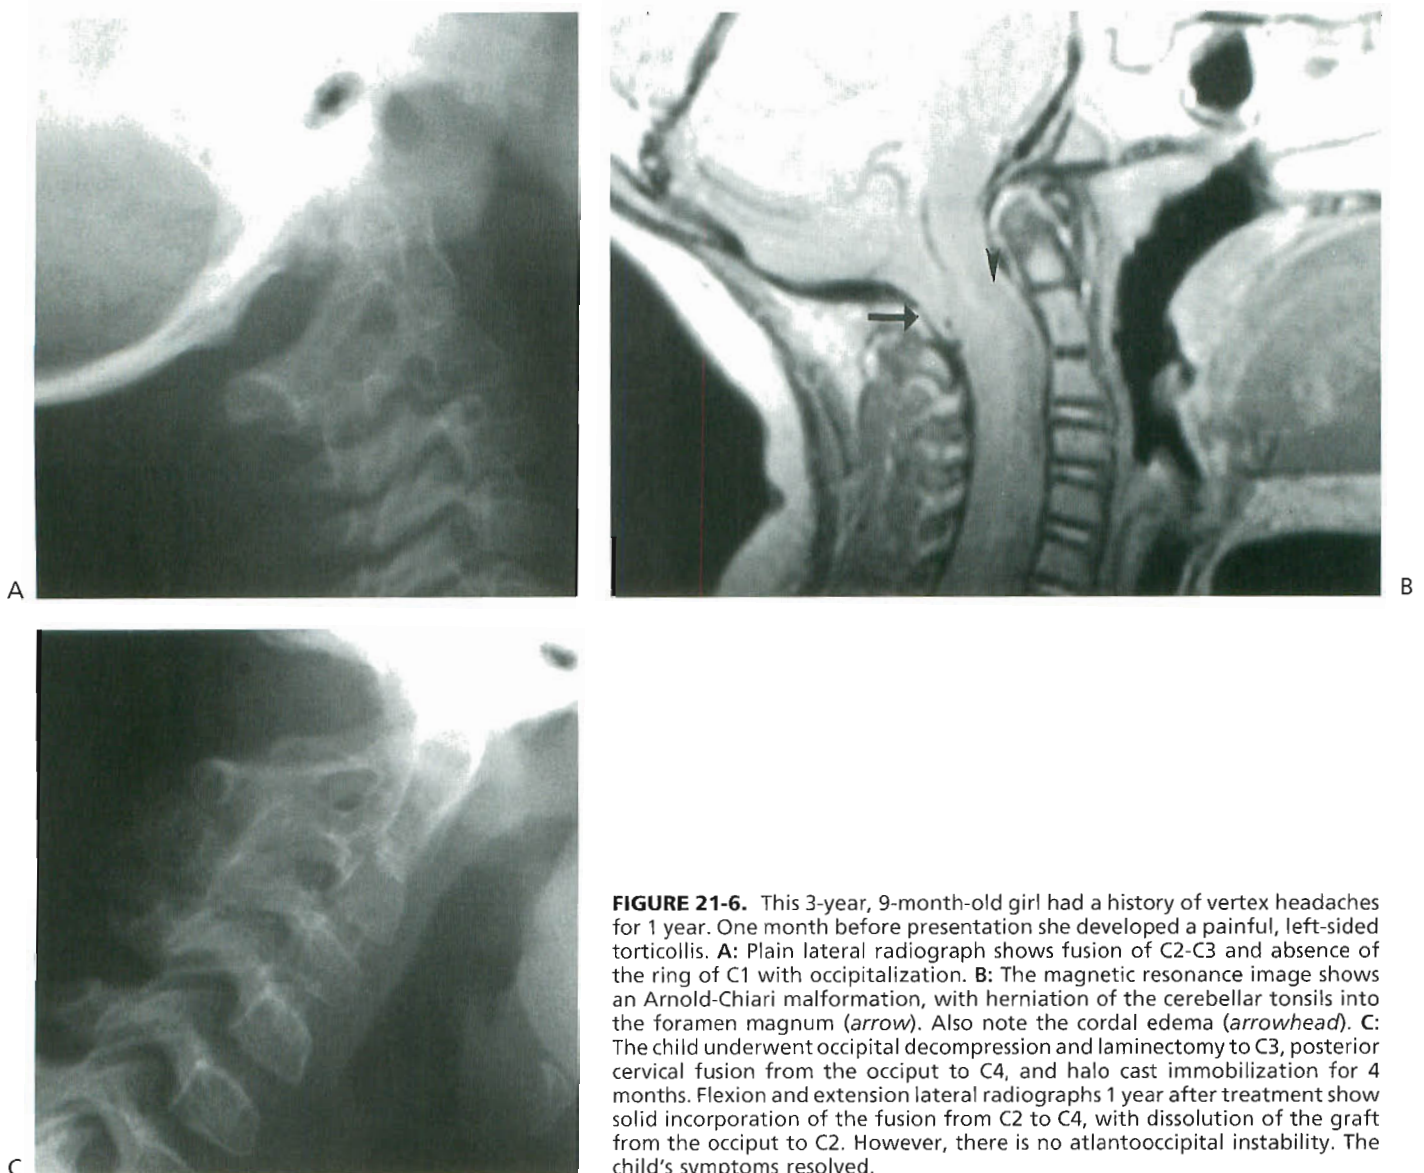 A
B
C
FIGURE 21-6. This 3-year, 9-month-old girl had a history of vertex headaches
for 1 year. One month before presentation she developed a painful, left-sided
torticollis. A: Plain lateral radiograph shows fusion of C2-C3 and absence of
the ring of C1 with occipitalization. B: The magnetic resonance image shows
an Arnold-Chiari malformation, with herniation of the cerebellar tonsils into
the foramen magnum (arrow). Also note the cordal edema (arrowhead). C:
The child underwent occipital decompression and laminectomy to C3, posterior
cervical fusion from the occiput to C4, and halo cast immobilization for 4
months. Flexion and extension lateral radiographs 1 year after treatment show
solid incorporation of the fusion from C2 to C4, with dissolution of the graft
from the occiput to C2. However, there is no atlantooccipital instability. The
child's symptoms resolved.